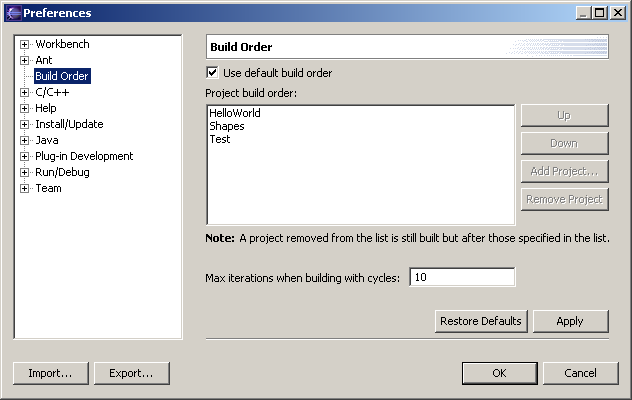 Preferences
Workbench
Ant
Build Order
C/C++
Help
Install/Update
Java
Plug-in Development
Run/Debug
Team
Build Order
Use default build order
Project build order:
HelloWorld
Shapes
Test
Up
Down
Add Project...
Remove Project
Note: A project removed from the list is still built but after those specified in the list.
Max iterations when building with cycles: 10
Restore Defaults Apply
Import... Export... OK Cancel